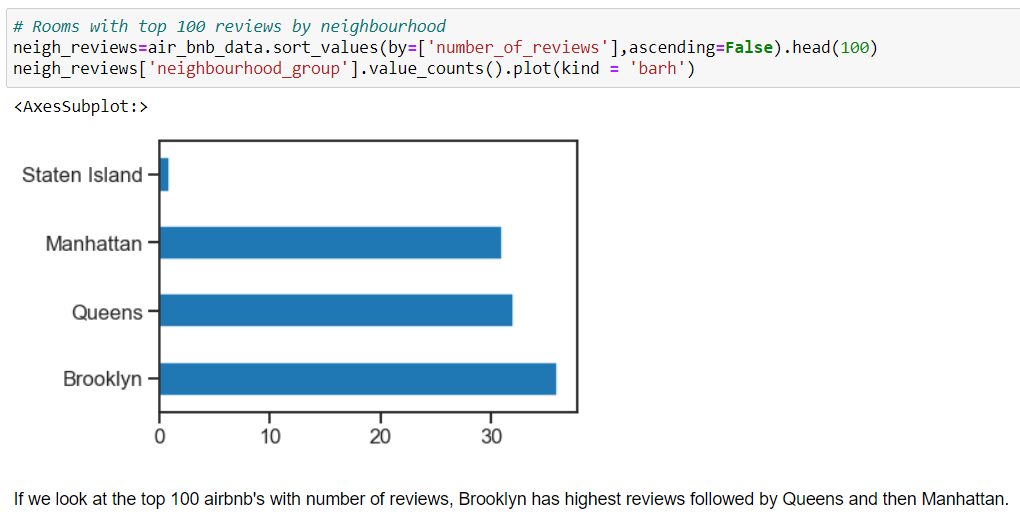 # Rooms with top 100 reviews by neighbourhood
neigh_reviews=air_bnb_data.sort_values(by=['number_of_reviews'],ascending=False).head(100)
neigh_reviews['neighbourhood_group'].value_counts().plot(kind = 'barh')
<AxesSubplot:>
Staten Island
Manhattan
Queens
Brooklyn
0 10 20 30
If we look at the top 100 airbnb's with number of reviews, Brooklyn has highest reviews followed by Queens and then Manhattan.